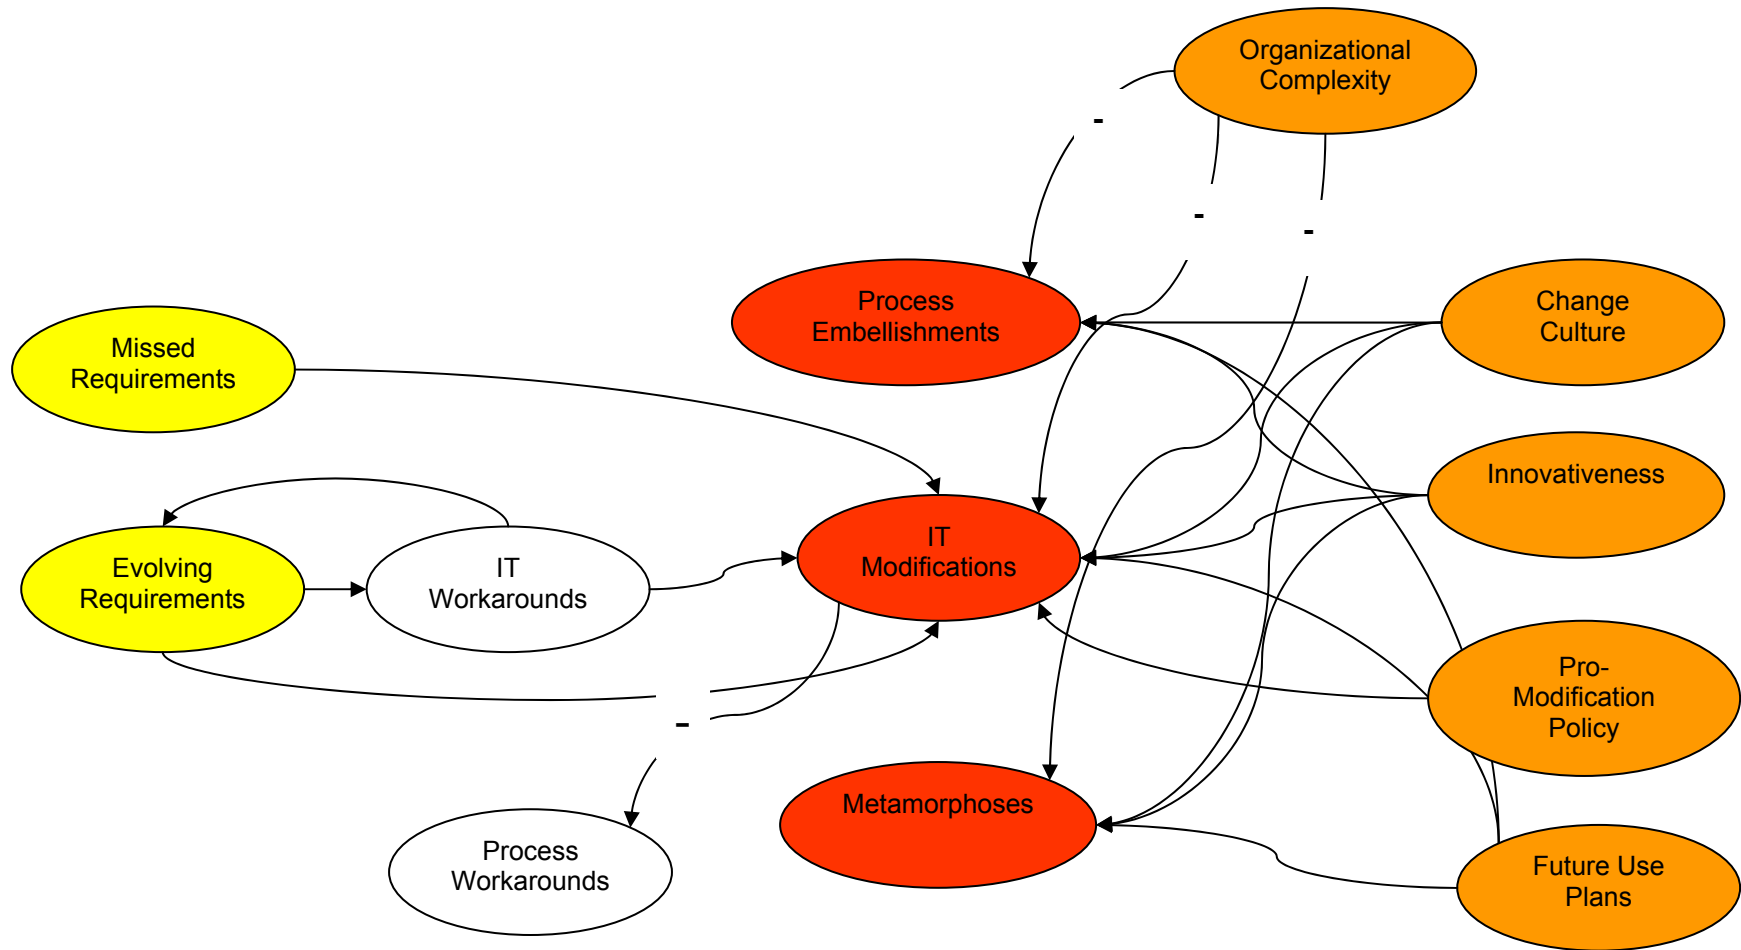 Organizational
Complexity
-
-
-
Process
Embellishments
Change
Culture
Missed
Requirements
Innovativeness
IT
Modifications
Evolving
Requirements
IT
Workarounds
Pro-
Modification
Policy
-
Metamorphoses
Process
Workarounds
Future Use
Plans